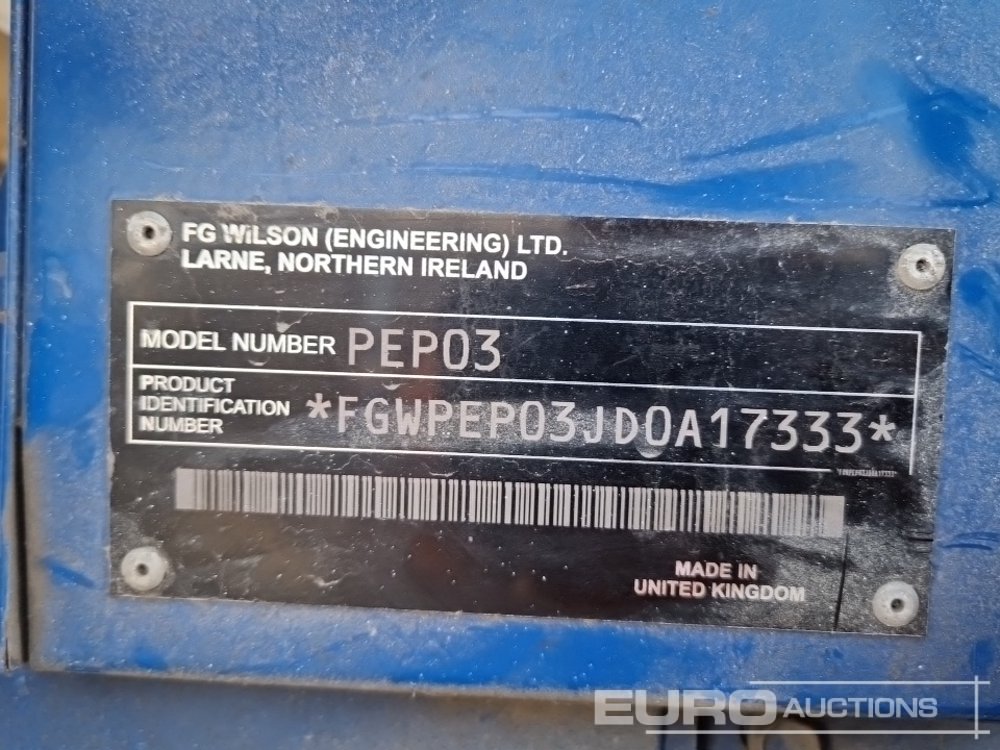 FG WiLSON (ENGINEERING) LTD.
LARNE, NORTHERN IRELAND
MODEL NUMBER PEP03
PRODUCT
IDENTIFICATION
NUMBER
*FGWPEP03JD0A17333*
MADE IN
UNITED KINGDOM
EURO AUCTIONS